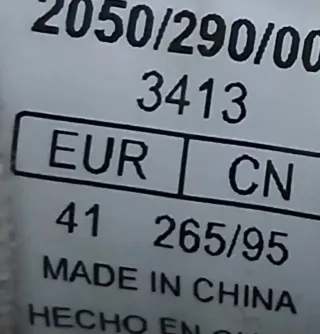 2050/290/00
3413
EUR CN
41 265/95
MADE IN CHINA
HECHO EN